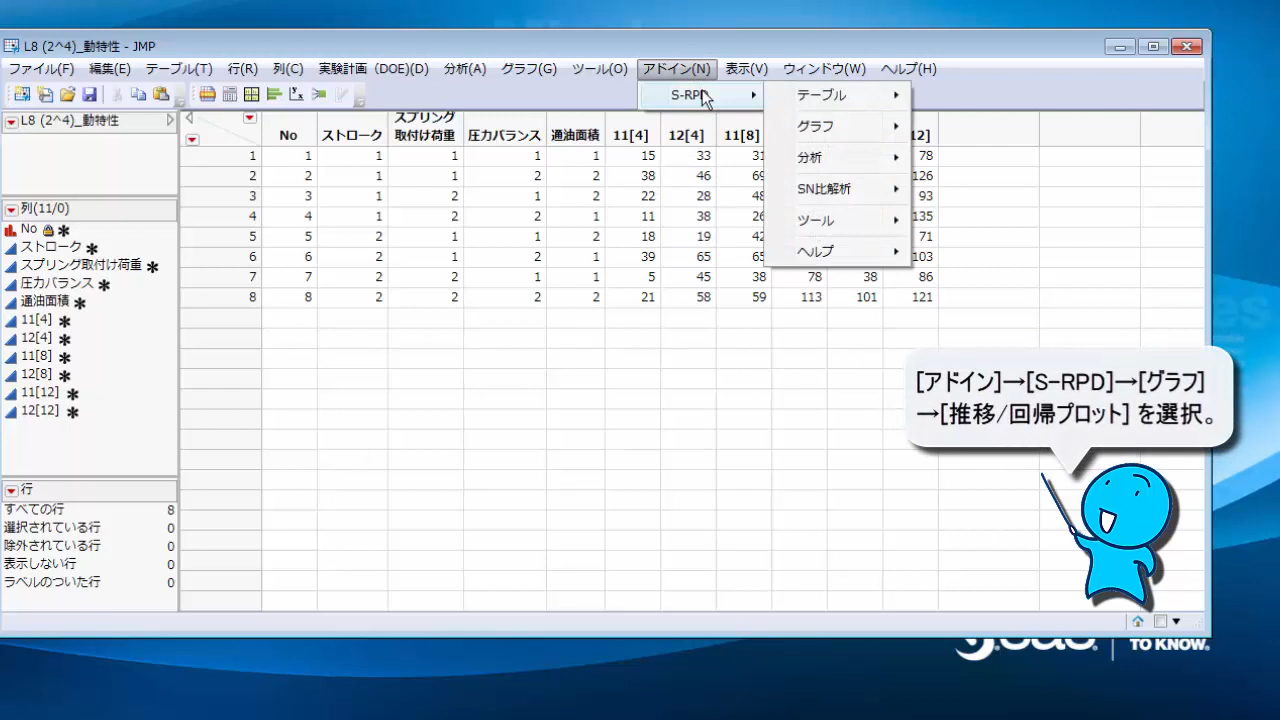 L8 (2^4)_動特性 - JMP
ファイル(F) 編集(E) テーブル(T) 行(R) 列(C) 実験計画 (DOE)(D) 分析(A) グラフ(G) ツール(O) アドイン(N) 表示(V) ウィンドウ(W) ヘルプ(H)
S-RPD
テーブル
グラフ
分析
SN比解析
ツール
ヘルプ
L8 (2^4)_動特性
列(11/0)
No
ストローク
スプリング取付け荷重
圧力バランス
通油面積
11[4]
12[4]
11[8]
12[8]
11[12]
12[12]
行
すべての行 8
選択されている行 0
除外されている行 0
表示しない行 0
ラベルのついた行 0
No ストローク スプリング取付け荷重 圧力バランス 通油面積 11[4] 12[4] 11[8] 12]
1 1 1 1 1 1 15 33 31 78
2 2 1 1 2 2 38 46 69 126
3 3 1 2 1 2 22 28 48 93
4 4 1 2 2 1 11 38 26 135
5 5 2 1 1 2 18 19 42 71
6 6 2 1 2 1 39 65 65 103
7 7 2 2 1 1 5 45 38 78 38 86
8 8 2 2 2 2 21 58 59 113 101 121
[アドイン]→[S-RPD]→[グラフ]
→[推移/回帰プロット] を選択。
TO KNOW.